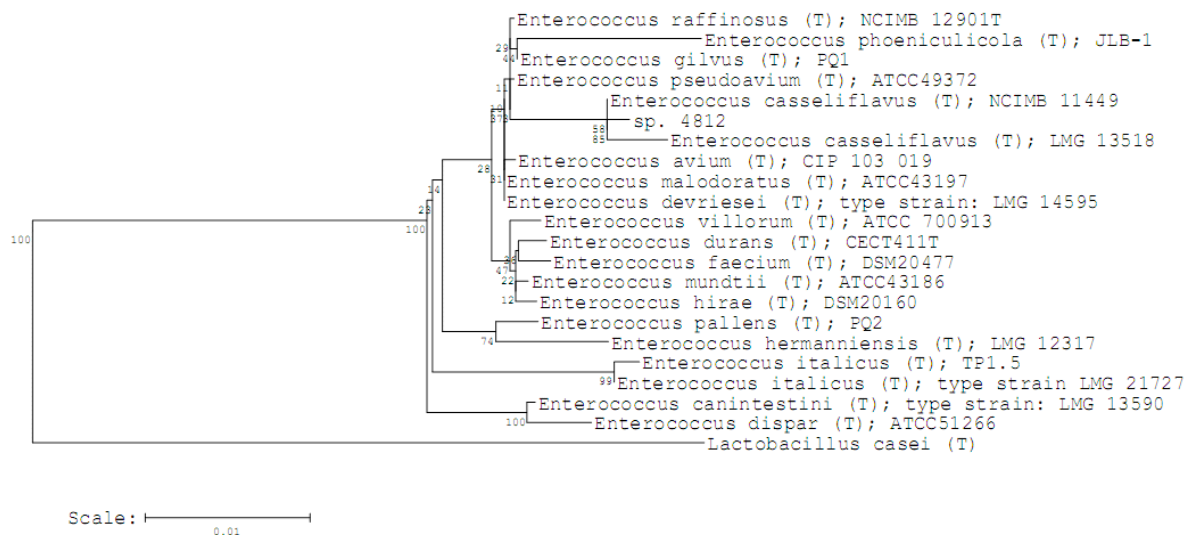 Enterococcus raffinosus (T); NCIMB 12901T
29
Enterococcus phoeniculicola (T); JLB-1
44
Enterococcus gilvus (T); PQ1
11
Enterococcus pseudoavium (T); ATCC49372
10
Enterococcus casseliflavus (T); NCIMB 11449
sp. 4812
58
85
Enterococcus casseliflavus (T); LMG 13518
28
Enterococcus avium (T); CIP 103 019
31
Enterococcus malodoratus (T); ATCC43197
14
Enterococcus devriesei (T); type strain: LMG 14595
23
100
Enterococcus villorum (T); ATCC 700913
100
Enterococcus durans (T); CECT411T
Enterococcus faecium (T); DSM20477
47
22
Enterococcus mundtii (T); ATCC43186
12
Enterococcus hirae (T); DSM20160
Enterococcus pallens (T); PQ2
74
Enterococcus hermanniensis (T); LMG 12317
Enterococcus italicus (T); TP1.5
99
Enterococcus italicus (T); type strain LMG 21727
Enterococcus canintestini (T); type strain: LMG 13590
100
Enterococcus dispar (T); ATCC51266
Lactobacillus casei (T)
Scale:
0.01